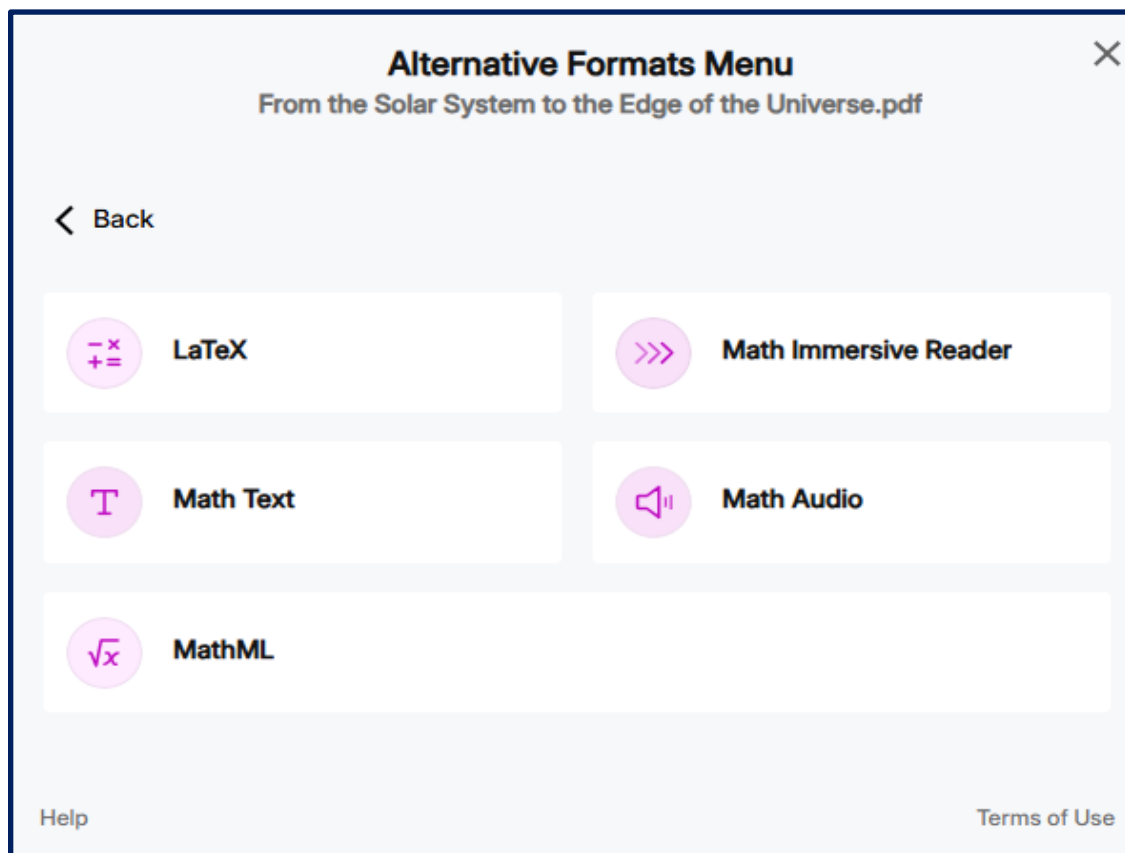 Alternative Formats Menu
From the Solar System to the Edge of the Universe.pdf
Back
LaTeX
Math Immersive Reader
Math Text
Math Audio
MathML
Help
Terms of Use